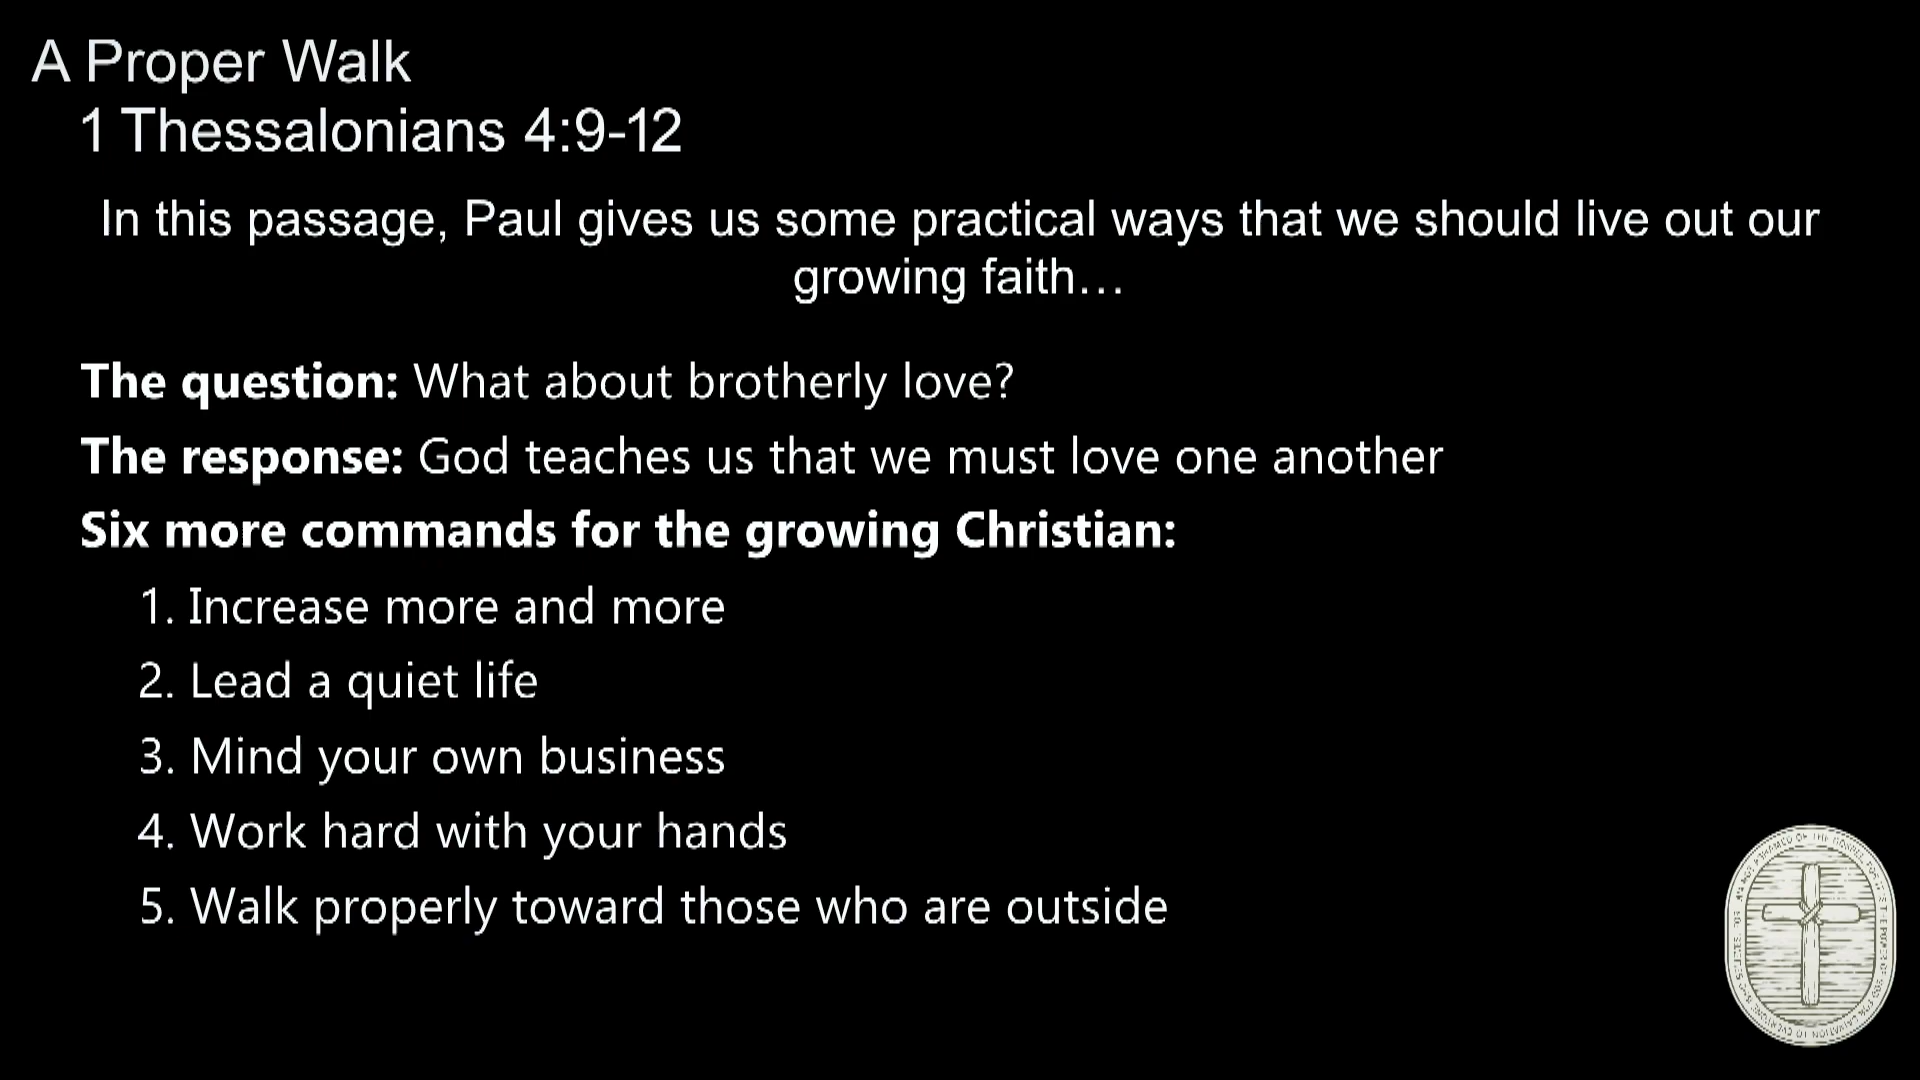 A Proper Walk
1 Thessalonians 4:9-12
In this passage, Paul gives us some practical ways that we should live out our
growing faith…
The question: What about brotherly love?
The response: God teaches us that we must love one another
Six more commands for the growing Christian:
1. Increase more and more
2. Lead a quiet life
3. Mind your own business
4. Work hard with your hands
5. Walk properly toward those who are outside